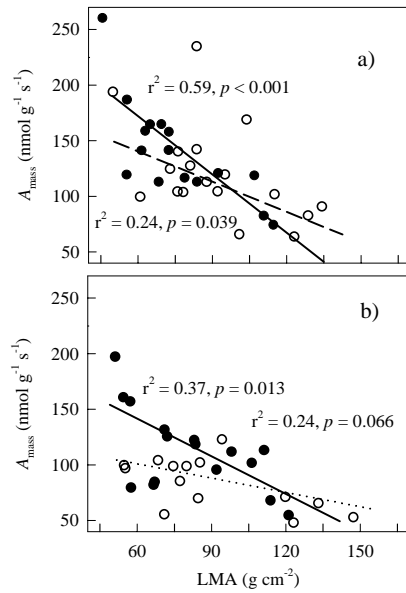 a)
250
r² = 0.59, p < 0.001
200
150
100
r² = 0.24, p = 0.039
50
A_mass (nmol g⁻¹ s⁻¹)
b)
250
200
r² = 0.37, p = 0.013
r² = 0.24, p = 0.066
150
100
50
A_mass (nmol g⁻¹ s⁻¹)
60 90 120 150
LMA (g cm⁻²)